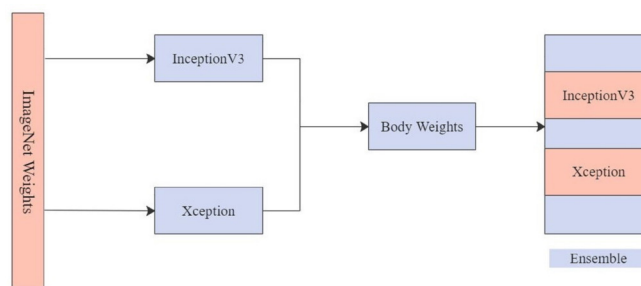 ImageNet Weights
InceptionV3
Xception
Body Weights
InceptionV3
Xception
Ensemble